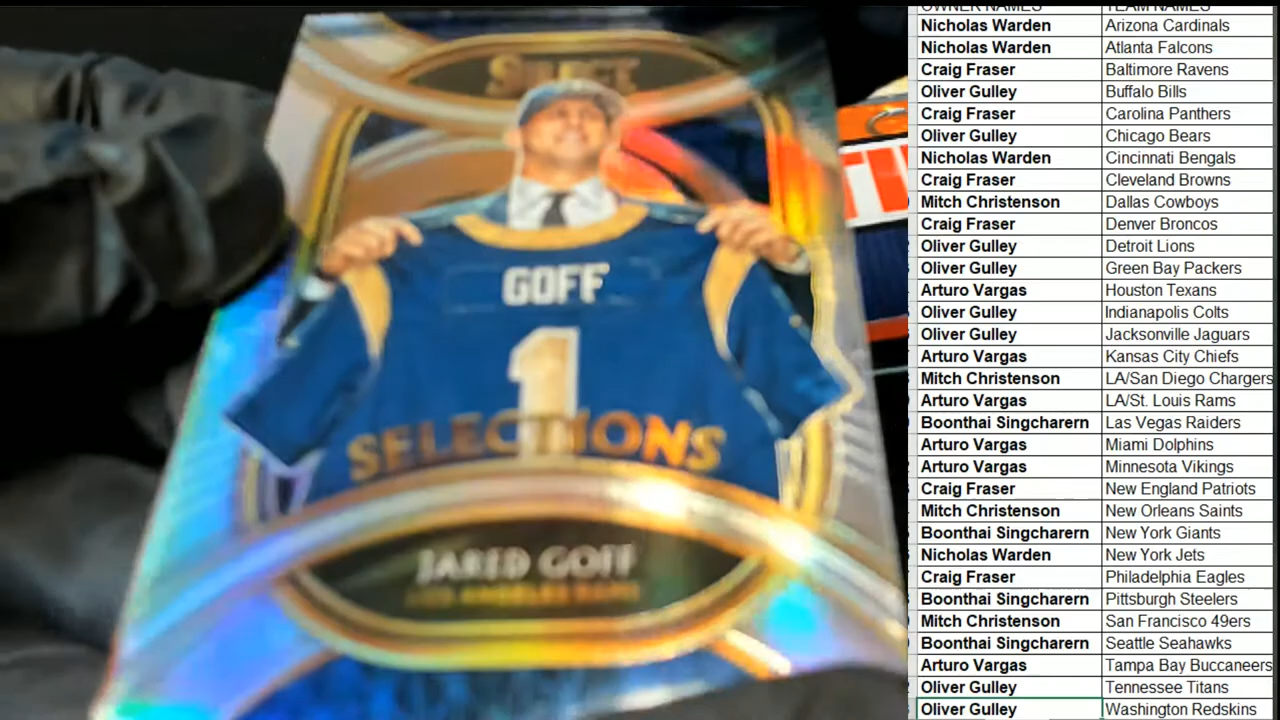 SELECT
GOFF
1
SELECTIONS
JARED GOFF
LOS ANGELES RAMS
OWNER NAMES TEAM NAMES
Nicholas Warden Arizona Cardinals
Nicholas Warden Atlanta Falcons
Craig Fraser Baltimore Ravens
Oliver Gulley Buffalo Bills
Craig Fraser Carolina Panthers
Oliver Gulley Chicago Bears
Nicholas Warden Cincinnati Bengals
Craig Fraser Cleveland Browns
Mitch Christenson Dallas Cowboys
Craig Fraser Denver Broncos
Oliver Gulley Detroit Lions
Oliver Gulley Green Bay Packers
Arturo Vargas Houston Texans
Oliver Gulley Indianapolis Colts
Oliver Gulley Jacksonville Jaguars
Arturo Vargas Kansas City Chiefs
Mitch Christenson LA/San Diego Chargers
Arturo Vargas LA/St. Louis Rams
Boonthai Singcharern Las Vegas Raiders
Arturo Vargas Miami Dolphins
Arturo Vargas Minnesota Vikings
Craig Fraser New England Patriots
Mitch Christenson New Orleans Saints
Boonthai Singcharern New York Giants
Nicholas Warden New York Jets
Craig Fraser Philadelphia Eagles
Boonthai Singcharern Pittsburgh Steelers
Mitch Christenson San Francisco 49ers
Boonthai Singcharern Seattle Seahawks
Arturo Vargas Tampa Bay Buccaneers
Oliver Gulley Tennessee Titans
Oliver Gulley Washington Redskins